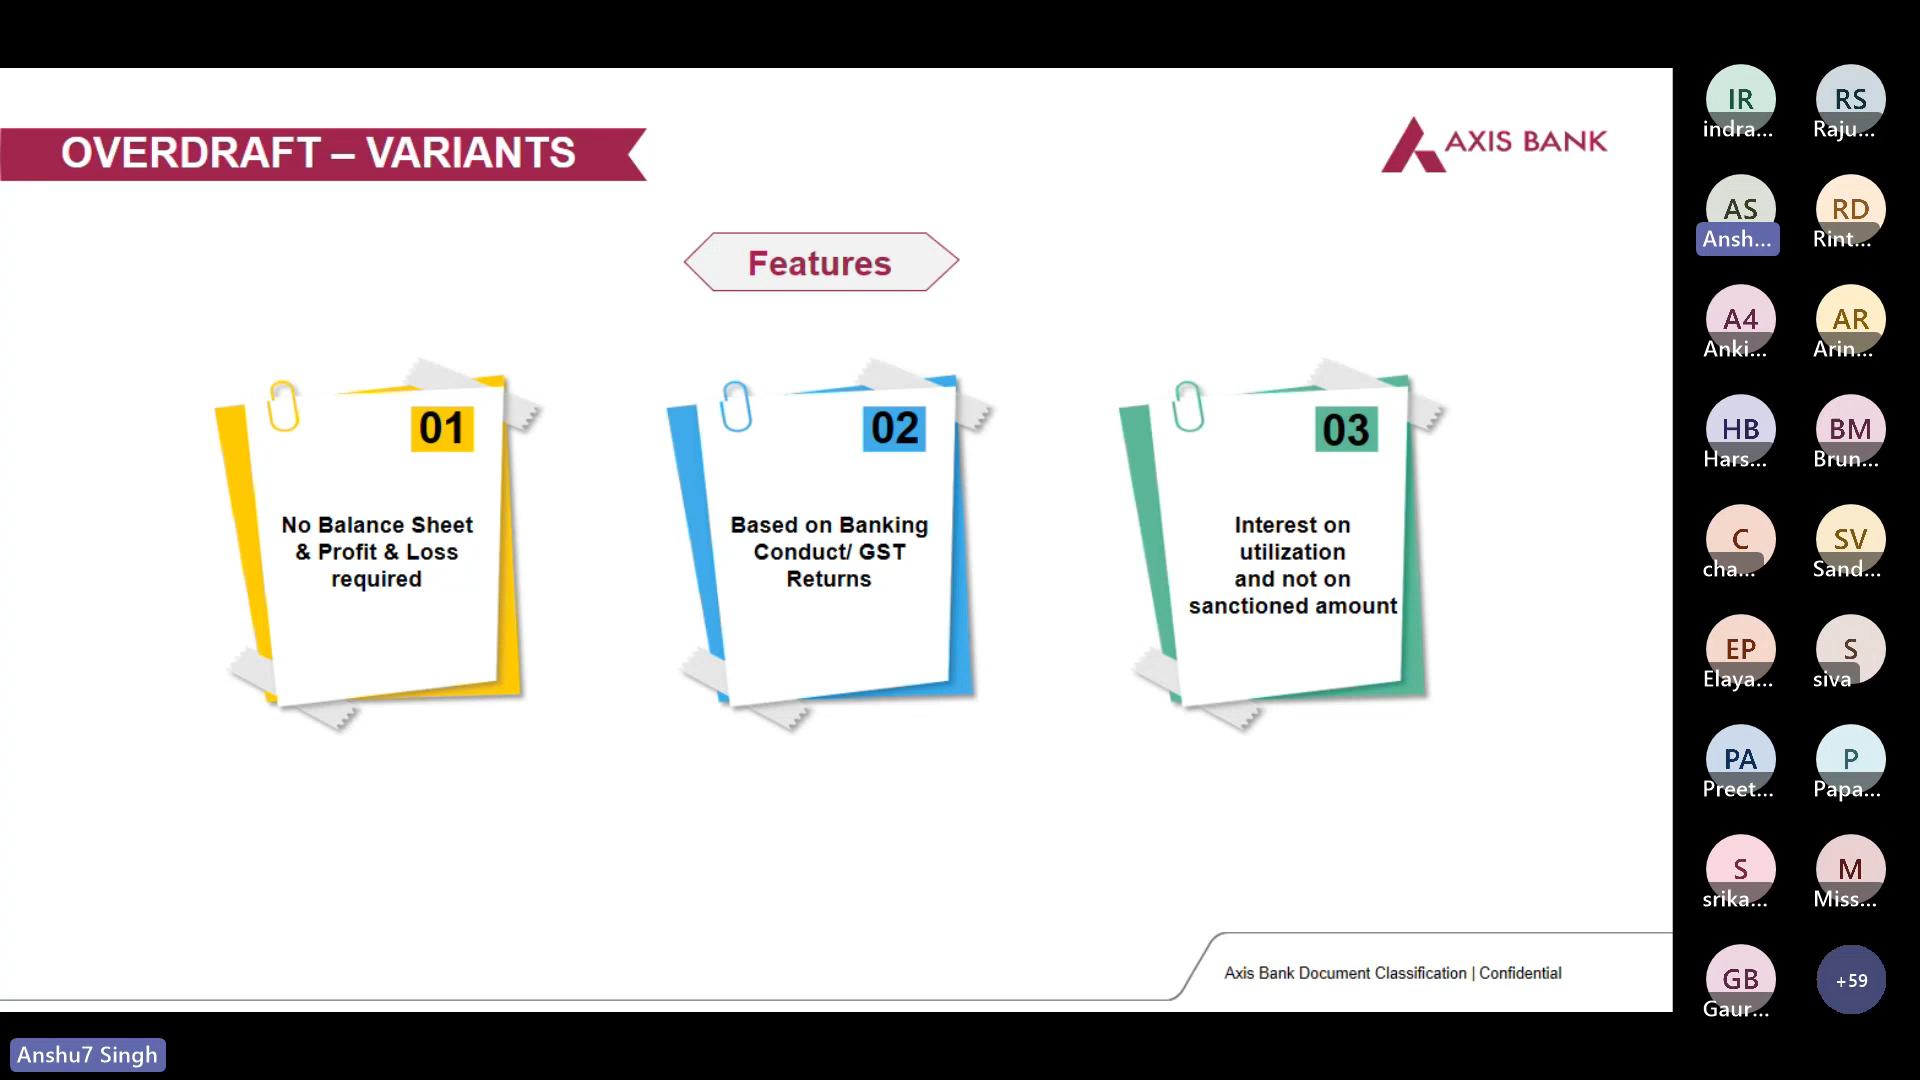 OVERDRAFT – VARIANTS
AXIS BANK
Features
01
No Balance Sheet
& Profit & Loss
required
02
Based on Banking
Conduct/ GST
Returns
03
Interest on
utilization
and not on
sanctioned amount
Axis Bank Document Classification | Confidential
Anshu7 Singh
IR
indra...
RS
Raju...
AS
Ansh...
RD
Rint...
A4
Anki...
AR
Arin...
HB
Hars...
BM
Brun...
C
cha...
SV
Sand...
EP
Elaya...
S
siva
PA
Preet...
P
Papa...
S
srika...
M
Miss...
GB
Gaur...
+59